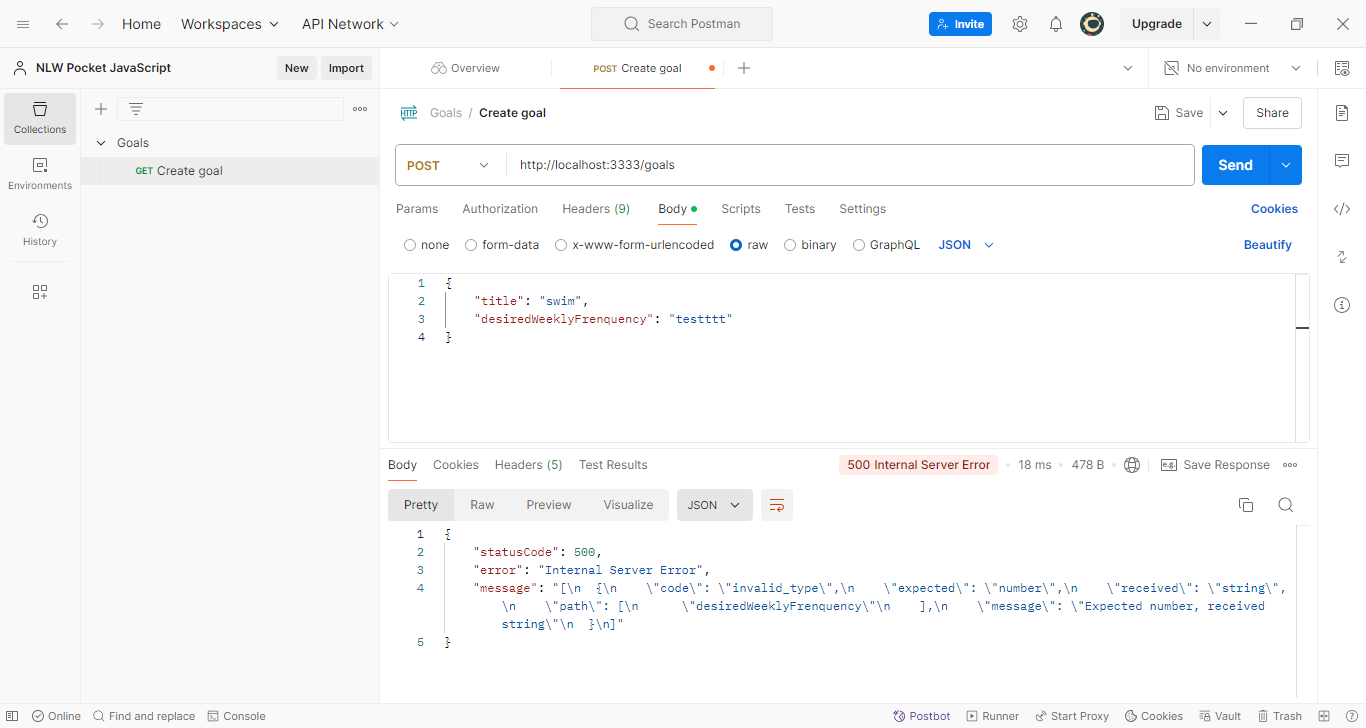 Home Workspaces API Network Search Postman Invite Upgrade
NLW Pocket JavaScript New Import Overview POST Create goal No environment
Collections
Environments
History
Goals
GET Create goal
HTTP Goals / Create goal Save Share
POST http://localhost:3333/goals Send
Params Authorization Headers (9) Body Scripts Tests Settings Cookies
none form-data x-www-form-urlencoded raw binary GraphQL JSON Beautify
1 {
2 "title": "swim",
3 "desiredWeeklyFrenquency": "testttt"
4 }
Body Cookies Headers (5) Test Results 500 Internal Server Error 18 ms 478 B e.g. Save Response
Pretty Raw Preview Visualize JSON
1 {
2 "statusCode": 500,
3 "error": "Internal Server Error",
4 "message": "[\n  {\n    \"code\": \"invalid_type\",\n    \"expected\": \"number\",\n    \"received\": \"string\",
\n    \"path\": [\n      \"desiredWeeklyFrenquency\"\n    ],\n    \"message\": \"Expected number, received
string\"\n  }\n]"
5 }
Online Find and replace Console Postbot Runner Start Proxy Cookies Vault Trash